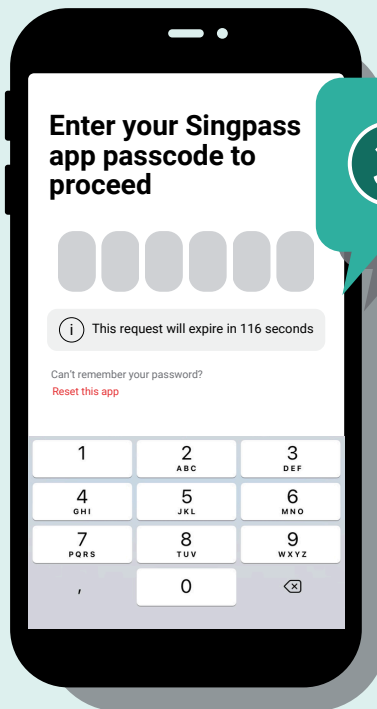 Enter your Singpass
app passcode to
proceed
i
This request will expire in 116 seconds
Can't remember your password?
Reset this app
1 2 3
ABC DEF
4 5 6
GHI JKL MNO
7 8 9
PQRS TUV WXYZ
, 0